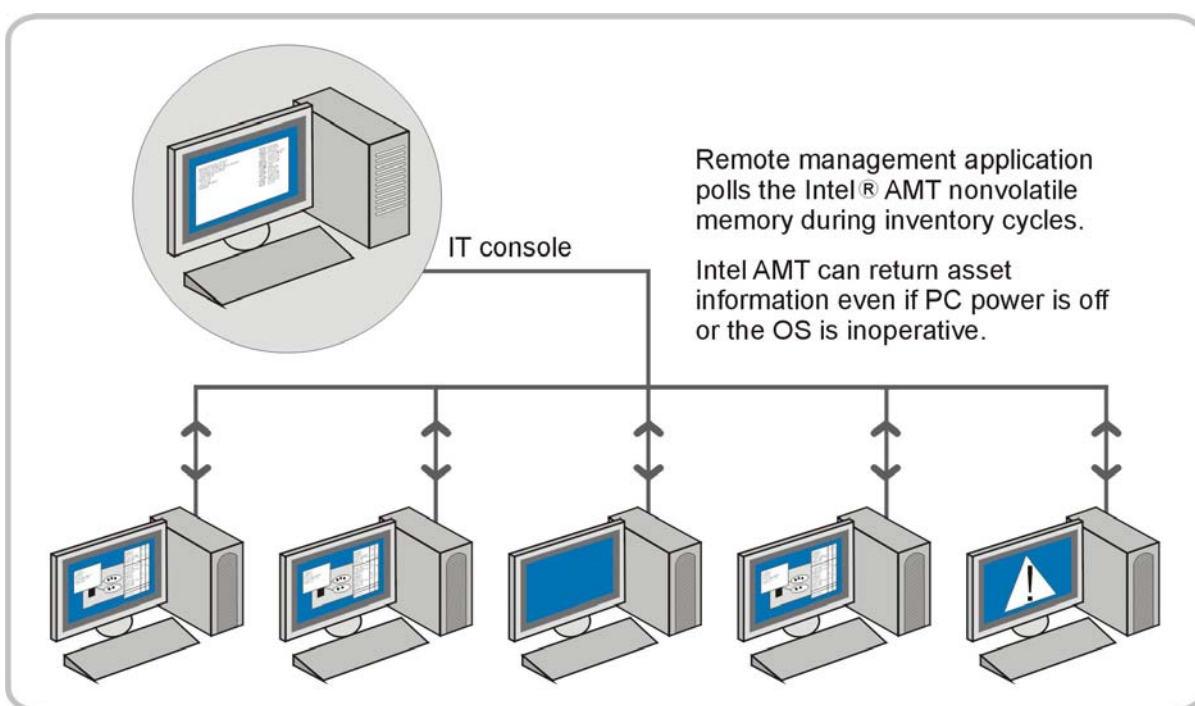 Remote management application
polls the Intel® AMT nonvolatile
memory during inventory cycles.
IT console
Intel AMT can return asset
information even if PC power is off
or the OS is inoperative.
!